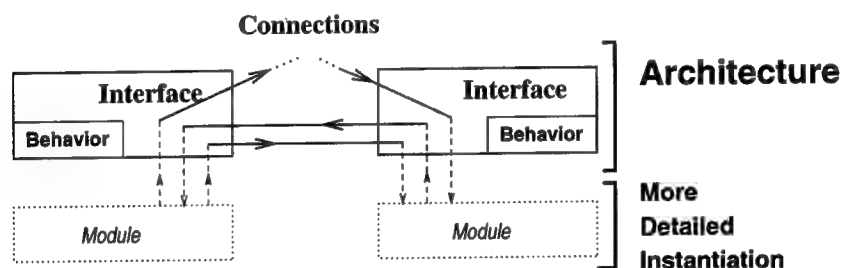 Connections
Architecture
Interface
Interface
Behavior
Behavior
More
Module
Module
Detailed
Instantiation